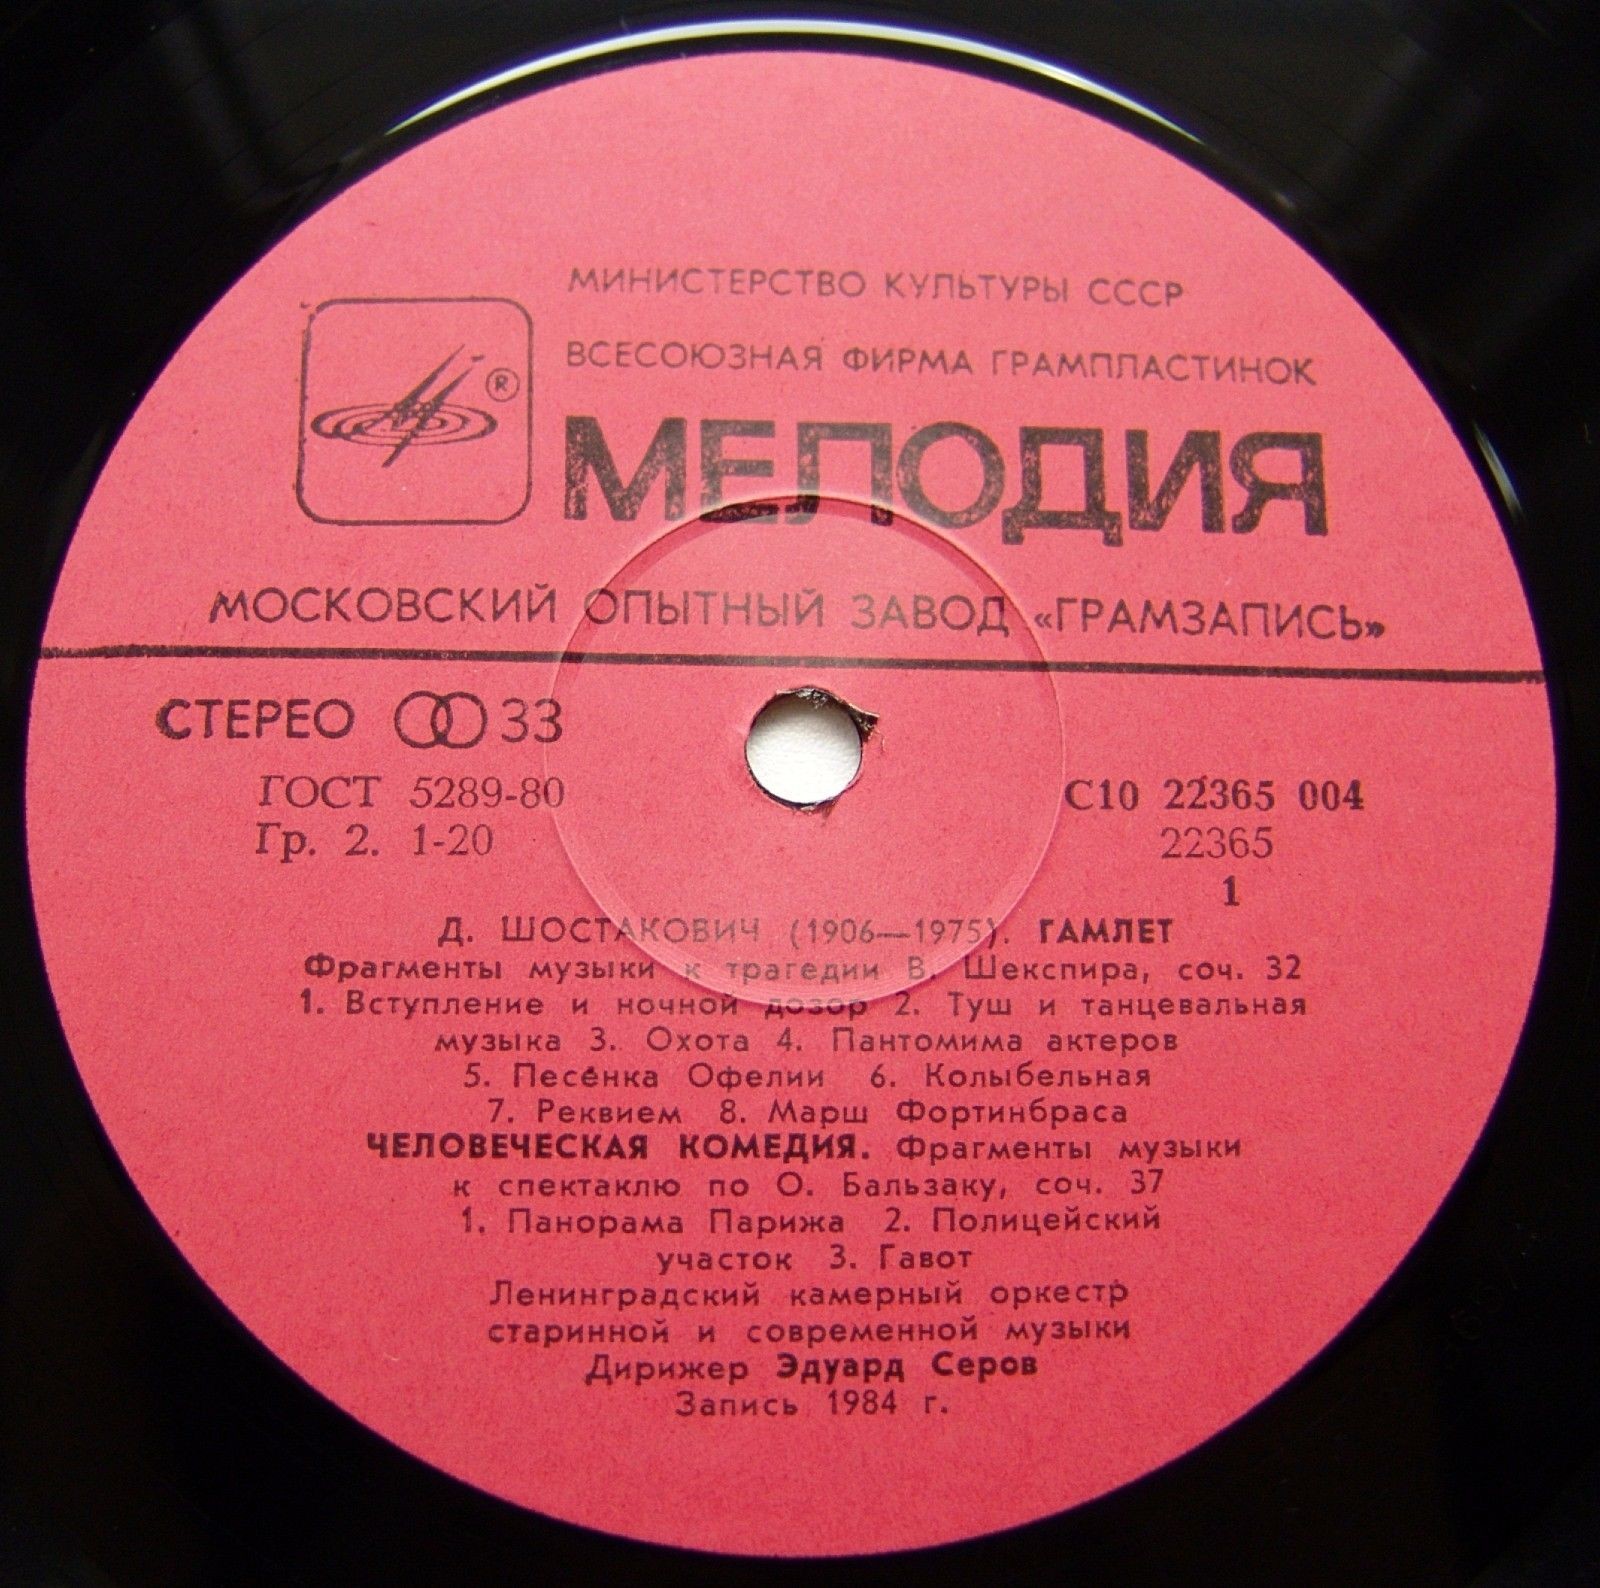 МИНИСТЕРСТВО КУЛЬТУРЫ СССР
ВСЕСОЮЗНАЯ ФИРМА ГРАМПЛАСТИНОК
®
МЕЛОДИЯ
МОСКОВСКИЙ ОПЫТНЫЙ ЗАВОД «ГРАМЗАПИСЬ»
СТЕРЕО 33
ГОСТ 5289-80
Гр. 2. 1-20
С10 22365 004
22365
1
Д. ШОСТАКОВИЧ (1906—1975). ГАМЛЕТ
Фрагменты музыки к трагедии В. Шекспира, соч. 32
1. Вступление и ночной дозор 2. Туш и танцевальная
музыка 3. Охота 4. Пантомима актеров
5. Песенка Офелии 6. Колыбельная
7. Реквием 8. Марш Фортинбраса
ЧЕЛОВЕЧЕСКАЯ КОМЕДИЯ. Фрагменты музыки
к спектаклю по О. Бальзаку, соч. 37
1. Панорама Парижа 2. Полицейский
участок 3. Гавот
Ленинградский камерный оркестр
старинной и современной музыки
Дирижер Эдуард Серов
Запись 1984 г.